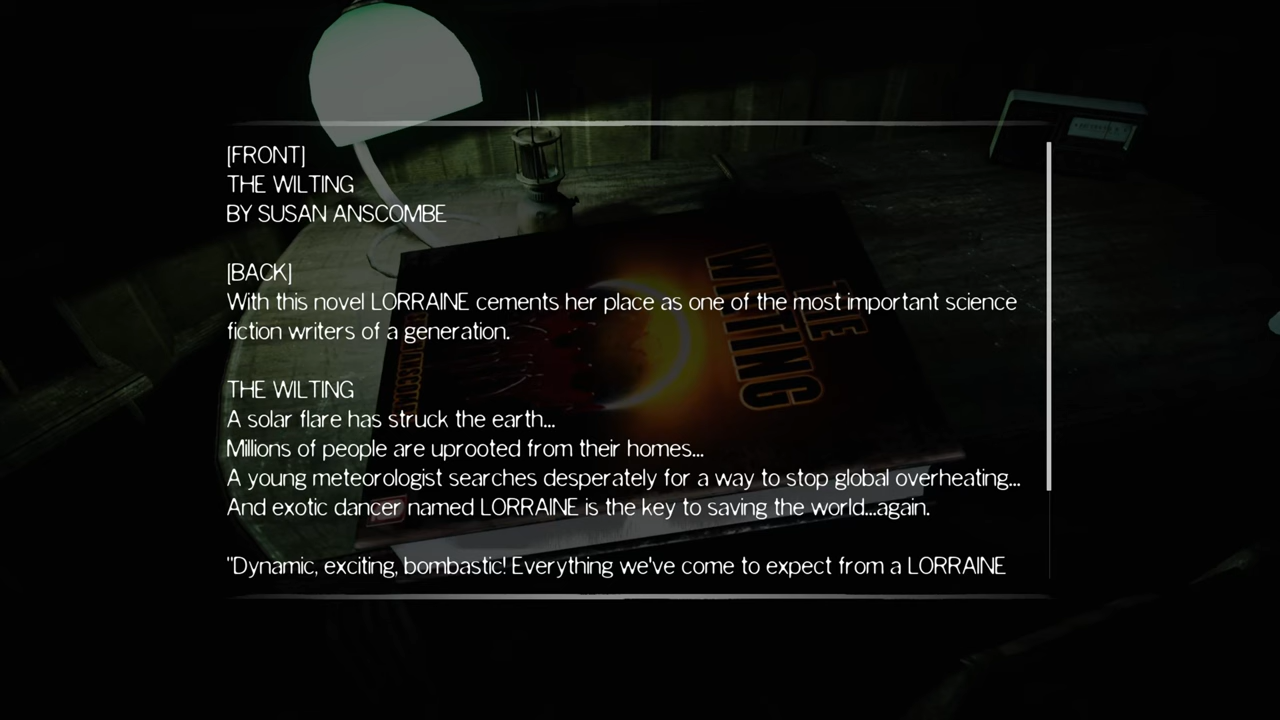 [FRONT]
THE WILTING
BY SUSAN ANSCOMBE
[BACK]
With this novel LORRAINE cements her place as one of the most important science
fiction writers of a generation.
THE WILTING
A solar flare has struck the earth...
Millions of people are uprooted from their homes...
A young meteorologist searches desperately for a way to stop global overheating...
And exotic dancer named LORRAINE is the key to saving the world...again.
"Dynamic, exciting, bombastic! Everything we've come to expect from a LORRAINE
THE
WILTING